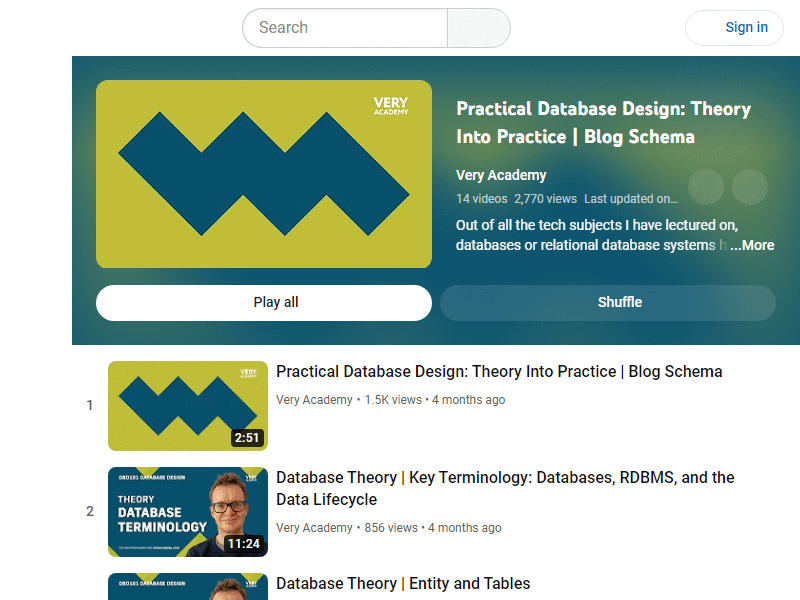 Search
Sign in
VERY
ACADEMY
Practical Database Design: Theory
Into Practice | Blog Schema
Very Academy
14 videos 2,770 views Last updated on...
Out of all the tech subjects I have lectured on,
databases or relational database systems h ...More
Play all
Shuffle
1
VERY
ACADEMY
2:51
Practical Database Design: Theory Into Practice | Blog Schema
Very Academy • 1.5K views • 4 months ago
2
DBD101 DATABASE DESIGN
VERY
THEORY
DATABASE
TERMINOLOGY
11:24
Database Theory | Key Terminology: Databases, RDBMS, and the
Data Lifecycle
Very Academy • 856 views • 4 months ago
DBD101 DATABASE DESIGN
VERY
Database Theory | Entity and Tables